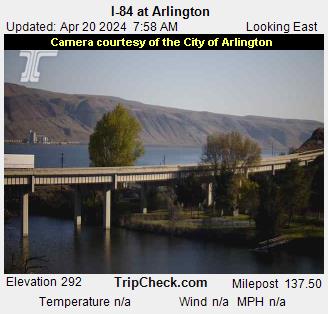 I-84 at Arlington
Updated: Apr 20 2024 7:58 AM Looking East
Camera courtesy of the City of Arlington
Elevation 292 TripCheck.com Milepost 137.50
Temperature n/a Wind n/a MPH n/a